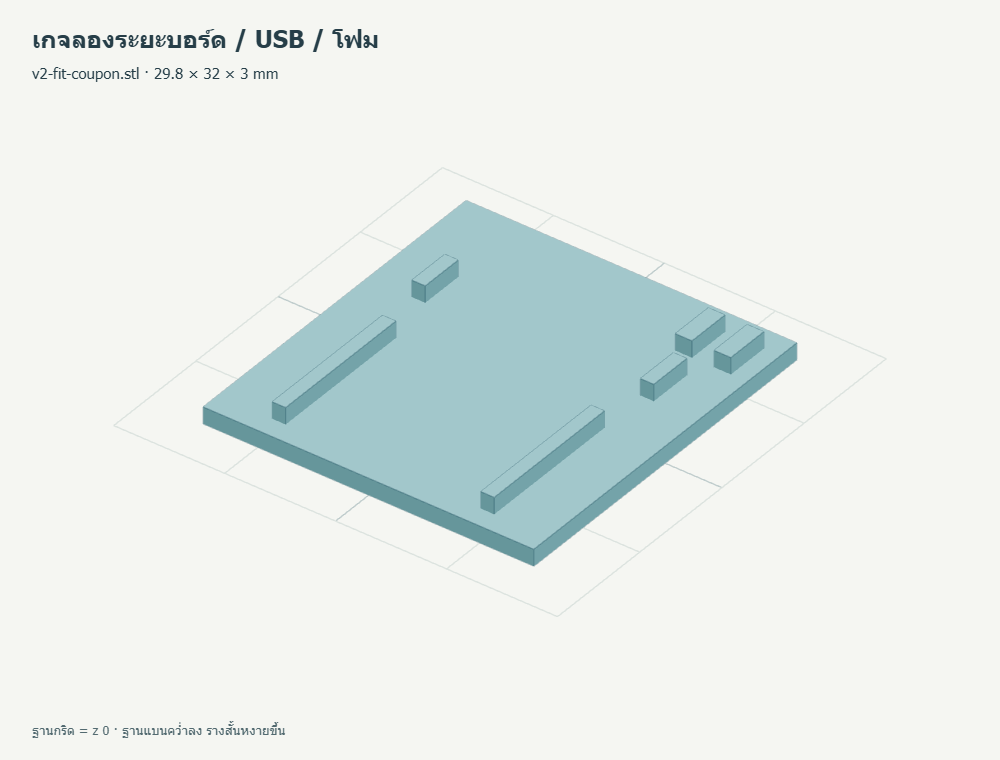 เกจลองระยะบอร์ด / USB / โฟม
v2-fit-coupon.stl · 29.8 × 32 × 3 mm
ฐานกริด = z 0 · ฐานแบนคว่ำลง รางสั้นหงายขึ้น